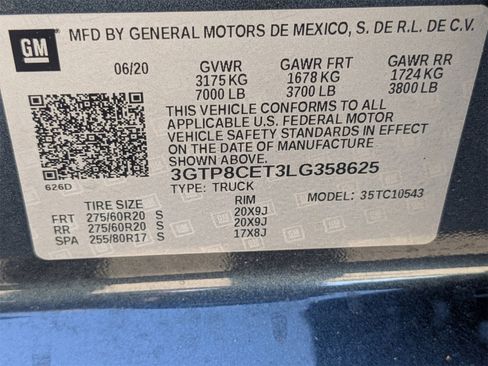 GM
MFD BY GENERAL MOTORS DE MEXICO, S. DE R.L. DE C.V.
06/20 GVWR GAWR FRT GAWR RR
3175 KG 1678 KG 1724 KG
7000 LB 3700 LB 3800 LB
THIS VEHICLE CONFORMS TO ALL
APPLICABLE U.S. FEDERAL MOTOR
VEHICLE SAFETY STANDARDS IN EFFECT
ON THE DATE OF MANUFACTURE
SHOWN ABOVE.
626D 3GTP8CET3LG358625
TYPE: TRUCK MODEL: 35TC10543
TIRE SIZE RIM
FRT 275/60R20 S 20X9J
RR 275/60R20 S 20X9J
SPA 255/80R17 S 17X8J